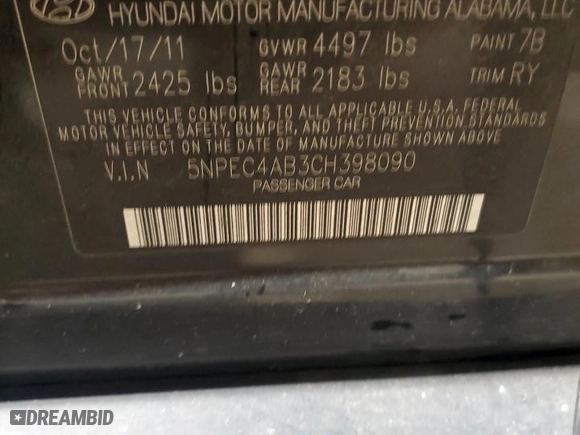 HYUNDAI MOTOR MANUFACTURING ALABAMA, LLC
Oct/17/11 GVWR 4497 lbs PAINT 7B
GAWR FRONT 2425 lbs GAWR REAR 2183 lbs TRIM RY
THIS VEHICLE CONFORMS TO ALL APPLICABLE U.S.A. FEDERAL
MOTOR VEHICLE SAFETY, BUMPER, AND THEFT PREVENTION STANDARDS
IN EFFECT ON THE DATE OF MANUFACTURE SHOWN ABOVE.
V.I.N 5NPEC4AB3CH398090
PASSENGER CAR
DREAMBID